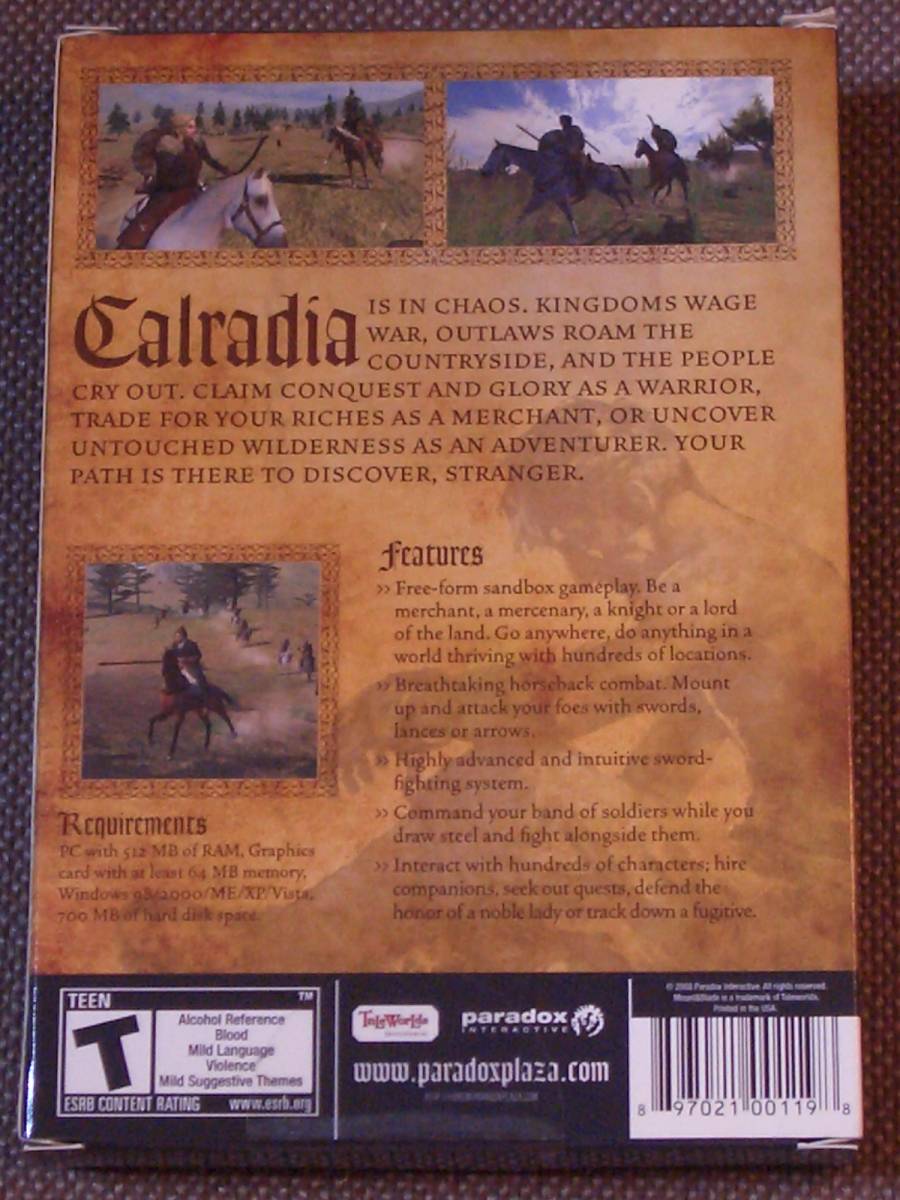 Calradia IS IN CHAOS. KINGDOMS WAGE
WAR, OUTLAWS ROAM THE
COUNTRYSIDE, AND THE PEOPLE
CRY OUT. CLAIM CONQUEST AND GLORY AS A WARRIOR,
TRADE FOR YOUR RICHES AS A MERCHANT, OR UNCOVER
UNTOUCHED WILDERNESS AS AN ADVENTURER. YOUR
PATH IS THERE TO DISCOVER, STRANGER.
Features
>> Free-form sandbox gameplay. Be a
merchant, a mercenary, a knight or a lord
of the land. Go anywhere, do anything in a
world thriving with hundreds of locations.
>> Breathtaking horseback combat. Mount
up and attack your foes with swords,
lances or arrows.
>> Highly advanced and intuitive sword-
fighting system.
>> Command your band of soldiers while you
draw steel and fight alongside them.
>> Interact with hundreds of characters; hire
companions, seek out quests, defend the
honor of a noble lady or track down a fugitive.
Requirements
PC with 512 MB of RAM, Graphics
card with at least 64 MB memory,
Windows 98/2000/ME/XP/Vista,
700 MB of hard disk space.
TEEN TM
T
Alcohol Reference
Blood
Mild Language
Violence
Mild Suggestive Themes
ESRB CONTENT RATING www.esrb.org
TaleWorlds
paradox
INTERACTIVE
www.paradoxplaza.com
© 2008 Paradox Interactive. All rights reserved.
Mount&Blade is a trademark of Taleworlds.
Printed in the USA.
8 97021 00119 8